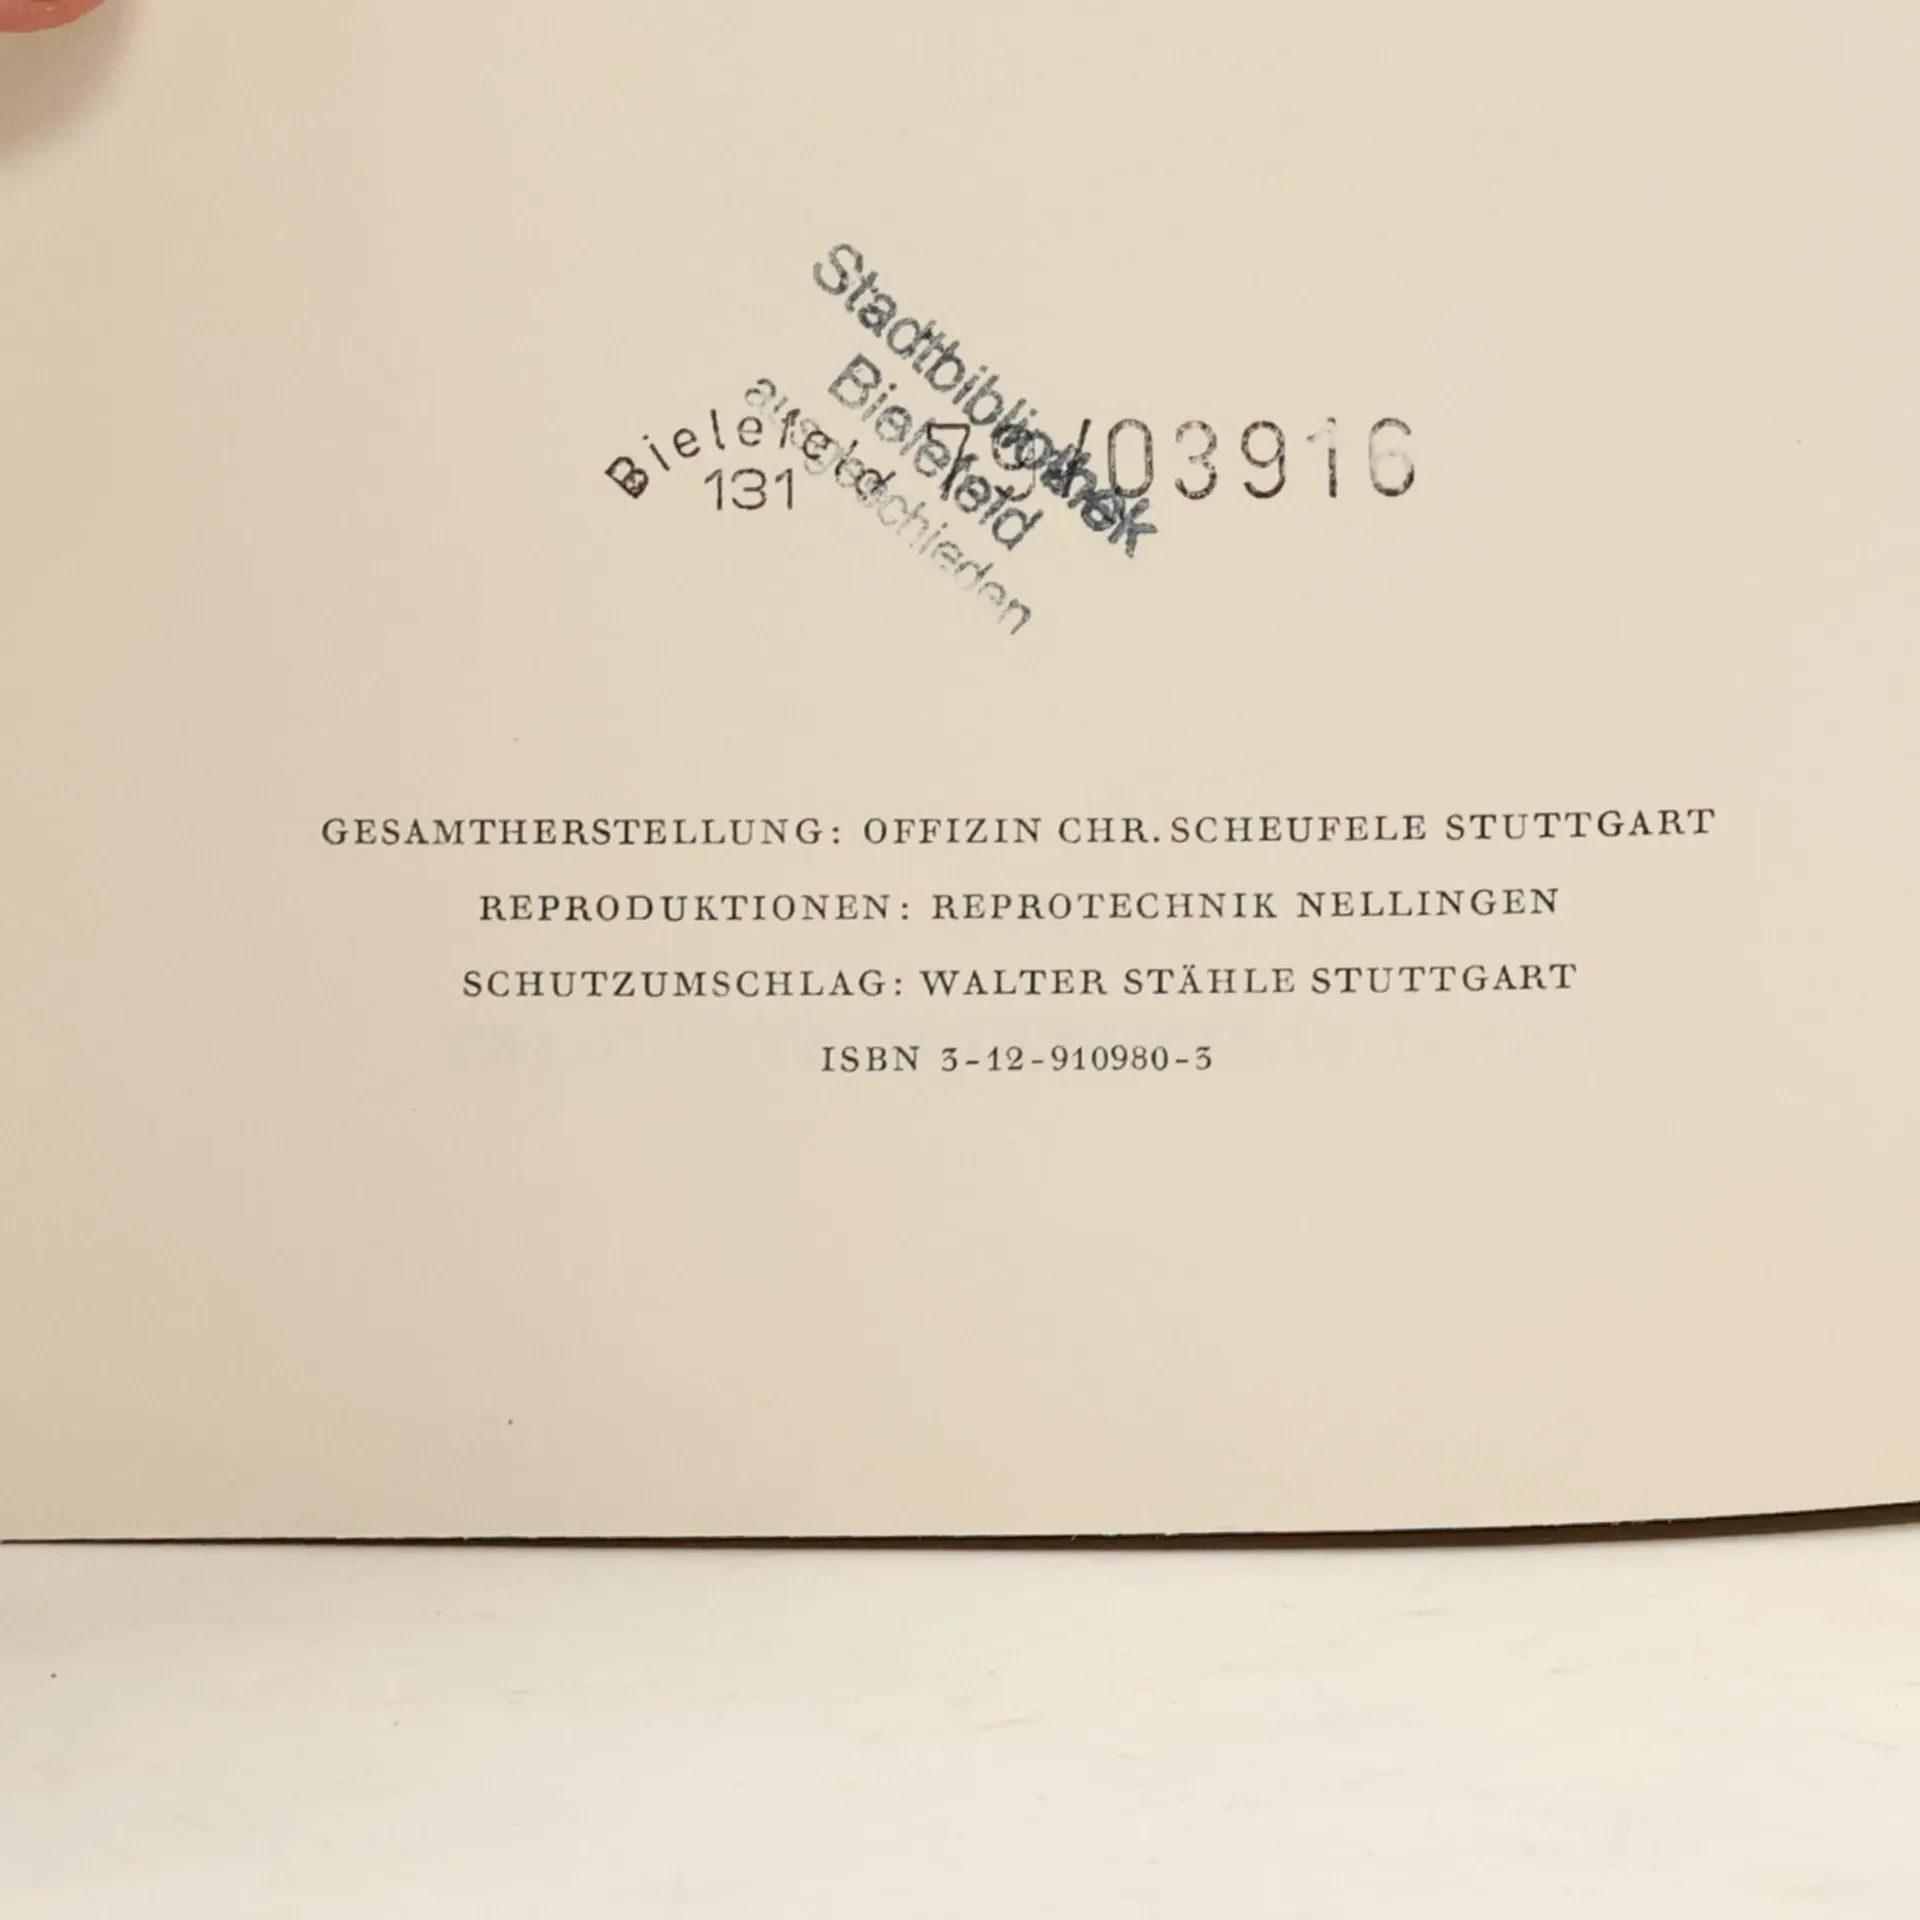 Stadtbibliothek
Bielefeld
ausgeschieden
Bielefeld
131
/03916
GESAMTHERSTELLUNG: OFFIZIN CHR. SCHEUFELE STUTTGART
REPRODUKTIONEN: REPROTECHNIK NELLINGEN
SCHUTZUMSCHLAG: WALTER STÄHLE STUTTGART
ISBN 3-12-910980-3